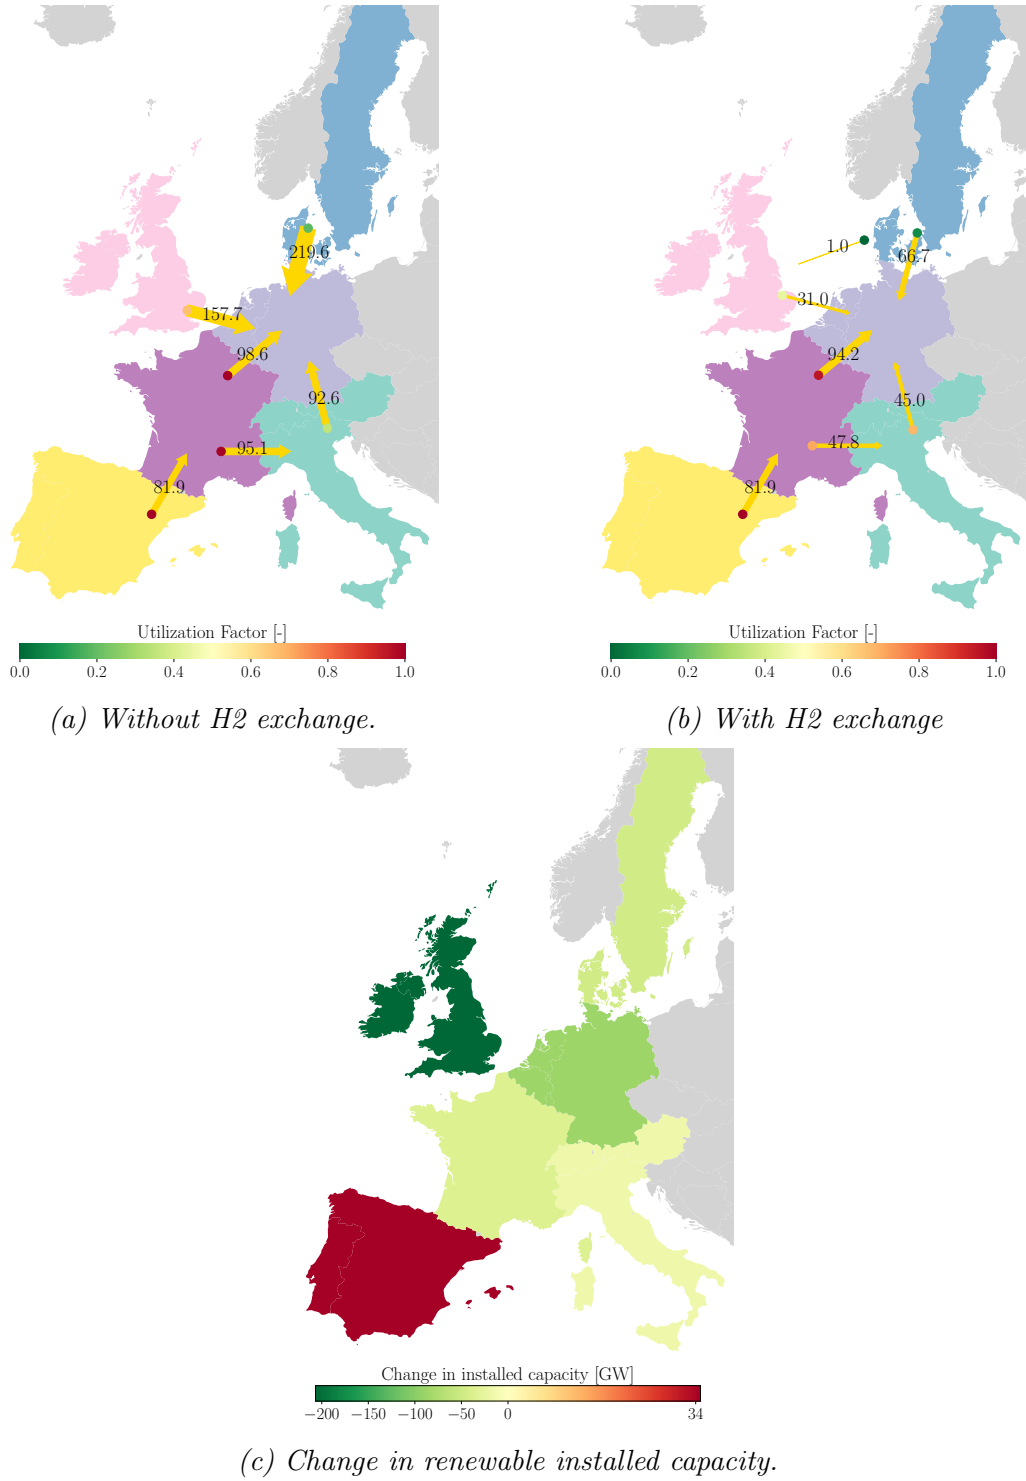 219.6
157.7
98.6
92.6
95.1
81.9
Utilization Factor [-]
0.0 0.2 0.4 0.6 0.8 1.0
(a) Without H2 exchange.
1.0
66.7
31.0
94.2
45.0
47.8
81.9
Utilization Factor [-]
0.0 0.2 0.4 0.6 0.8 1.0
(b) With H2 exchange
Change in installed capacity [GW]
−200 −150 −100 −50 0 34
(c) Change in renewable installed capacity.